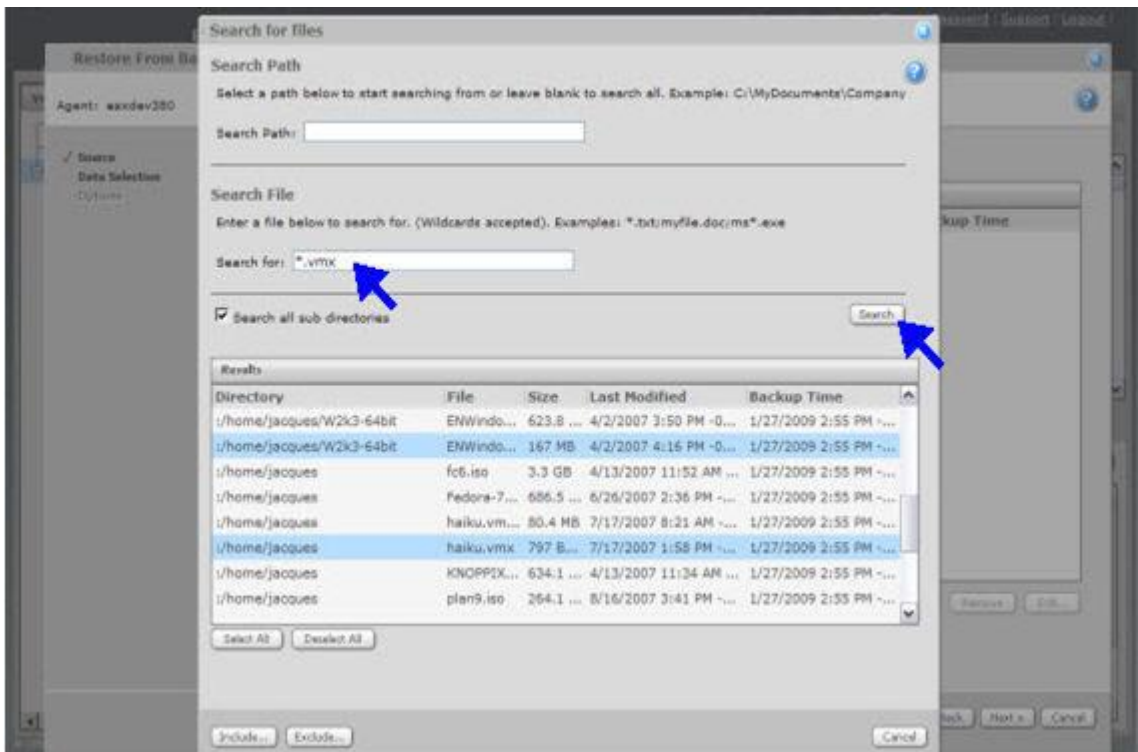 Search for files
Password | Support | Logout
Restore From Ba
Search Path
Select a path below to start searching from or leave blank to search all. Example: C:\MyDocuments\Company
Agent: esxdev380
Search Path:
✓ Source
Data Selection
Options
Search File
Enter a file below to search for. (Wildcards accepted). Examples: *.txt;myfile.doc;ms*.exe
kup Time
Search for: *.vmx
Search all sub directories
Search
Results
Directory File Size Last Modified Backup Time
:/home/jacques/W2k3-64bit ENWindo... 623.8 ... 4/2/2007 3:50 PM -0... 1/27/2009 2:55 PM -...
:/home/jacques/W2k3-64bit ENWindo... 167 MB 4/2/2007 4:16 PM -0... 1/27/2009 2:55 PM -...
:/home/jacques fc6.iso 3.3 GB 4/13/2007 11:52 AM ... 1/27/2009 2:55 PM -...
:/home/jacques Fedora-7... 686.5 ... 6/26/2007 2:36 PM -... 1/27/2009 2:55 PM -...
:/home/jacques haiku.vm... 80.4 MB 7/17/2007 8:21 AM -... 1/27/2009 2:55 PM -...
:/home/jacques haiku.vmx 797 B... 7/17/2007 1:58 PM -... 1/27/2009 2:55 PM -...
:/home/jacques KNOPPIX... 634.1 ... 4/13/2007 11:34 AM ... 1/27/2009 2:55 PM -...
:/home/jacques plan9.iso 264.1 ... 8/16/2007 3:41 PM -... 1/27/2009 2:55 PM -...
Remove Edit...
Select All Deselect All
Back Next > Cancel
Include... Exclude... Cancel